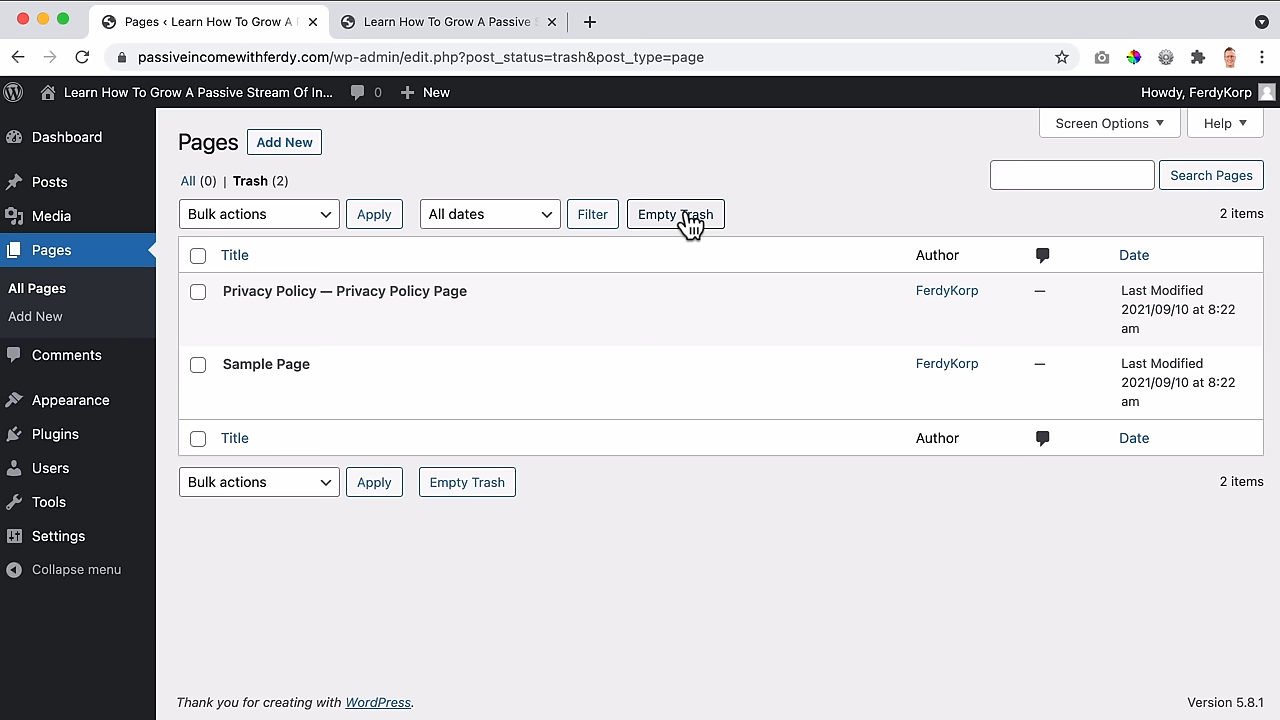 Pages ‹ Learn How To Grow A P
Learn How To Grow A Passive S
passiveincomewithferdy.com/wp-admin/edit.php?post_status=trash&post_type=page
Learn How To Grow A Passive Stream Of In...
0
New
Howdy, FerdyKorp
Dashboard
Posts
Media
Pages
All Pages
Add New
Comments
Appearance
Plugins
Users
Tools
Settings
Collapse menu
Screen Options
Help
Pages
Add New
All (0) | Trash (2)
Search Pages
Bulk actions
Apply
All dates
Filter
Empty Trash
2 items
Title
Author
Date
Privacy Policy — Privacy Policy Page
FerdyKorp
—
Last Modified
2021/09/10 at 8:22
am
Sample Page
FerdyKorp
—
Last Modified
2021/09/10 at 8:22
am
Title
Author
Date
Bulk actions
Apply
Empty Trash
2 items
Thank you for creating with WordPress.
Version 5.8.1